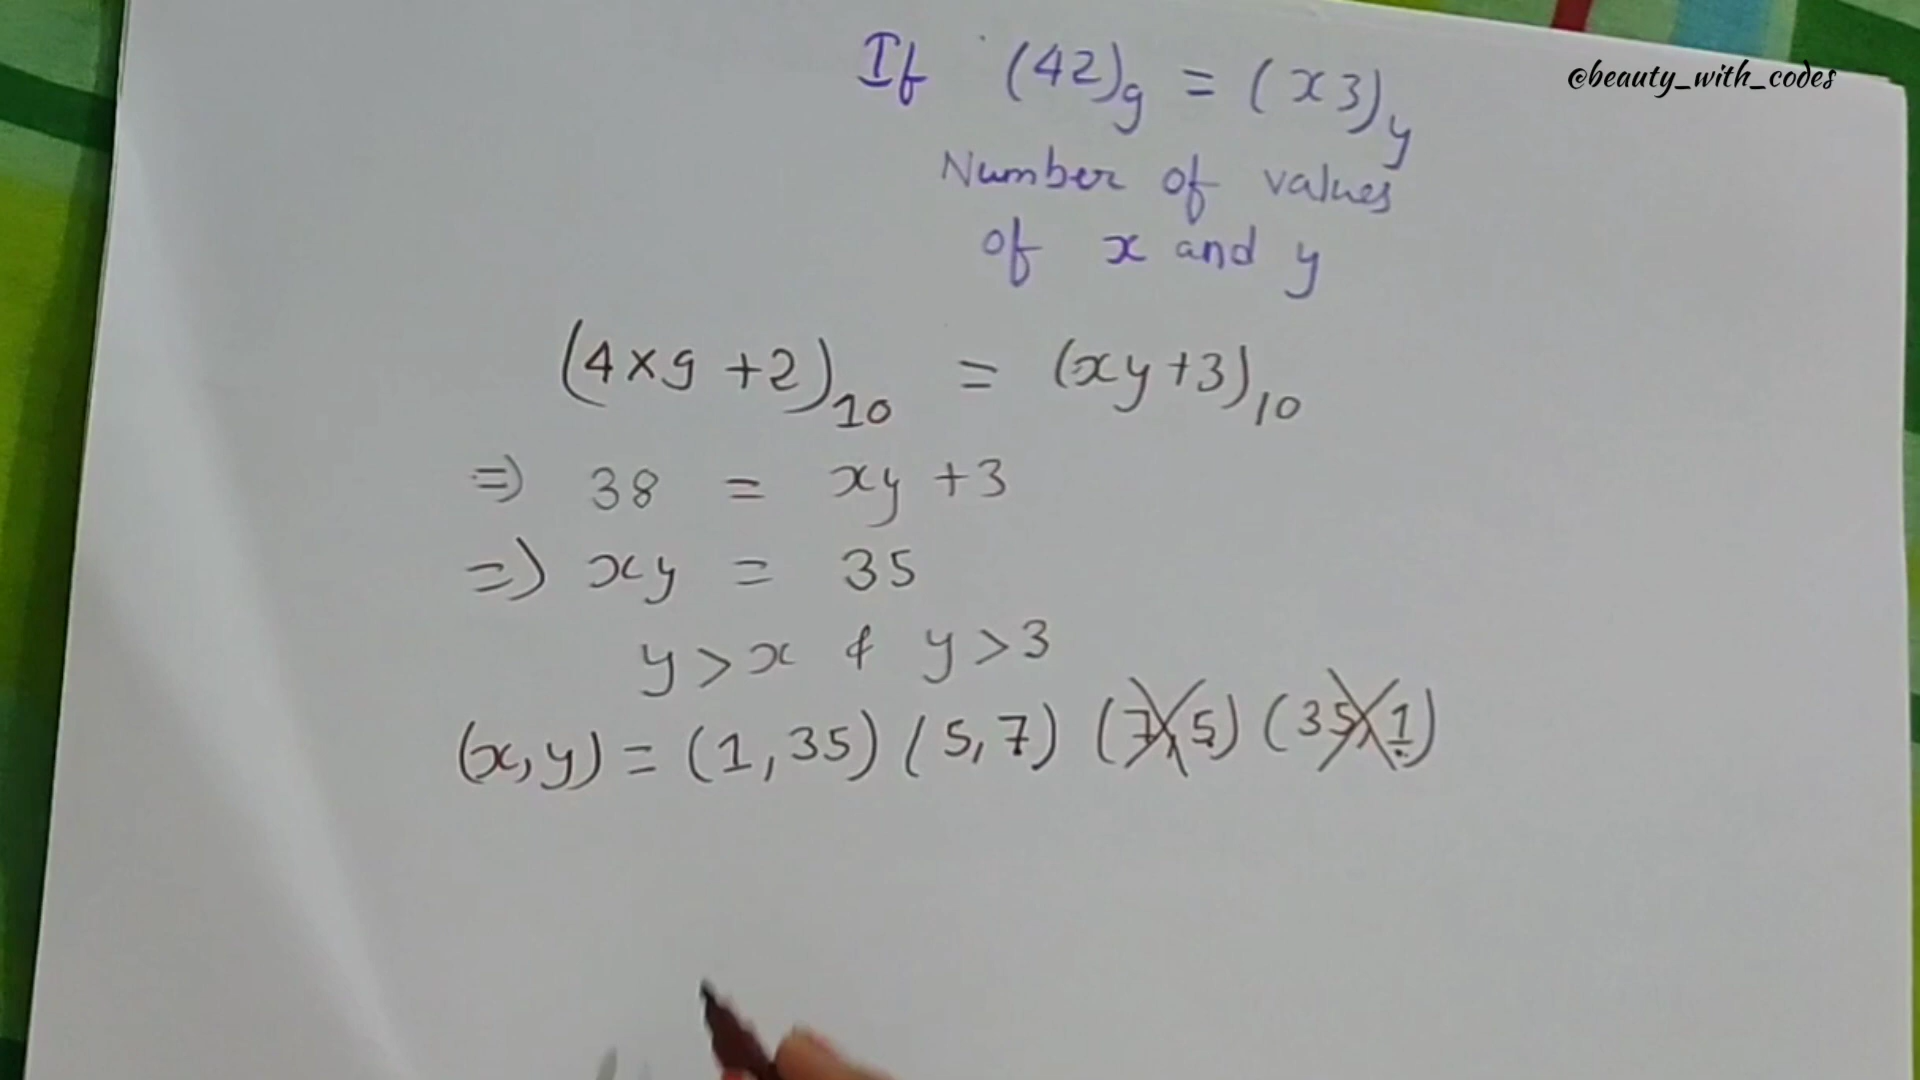 @beauty_with_codes
If (42)₉ = (x3)y
Number of values
of x and y
(4×9+2)₁₀ = (xy+3)₁₀
⇒ 38 = xy +3
⇒ xy = 35
y>x & y>3
(x,y) = (1,35) (5,7) (7,5) (35,1)